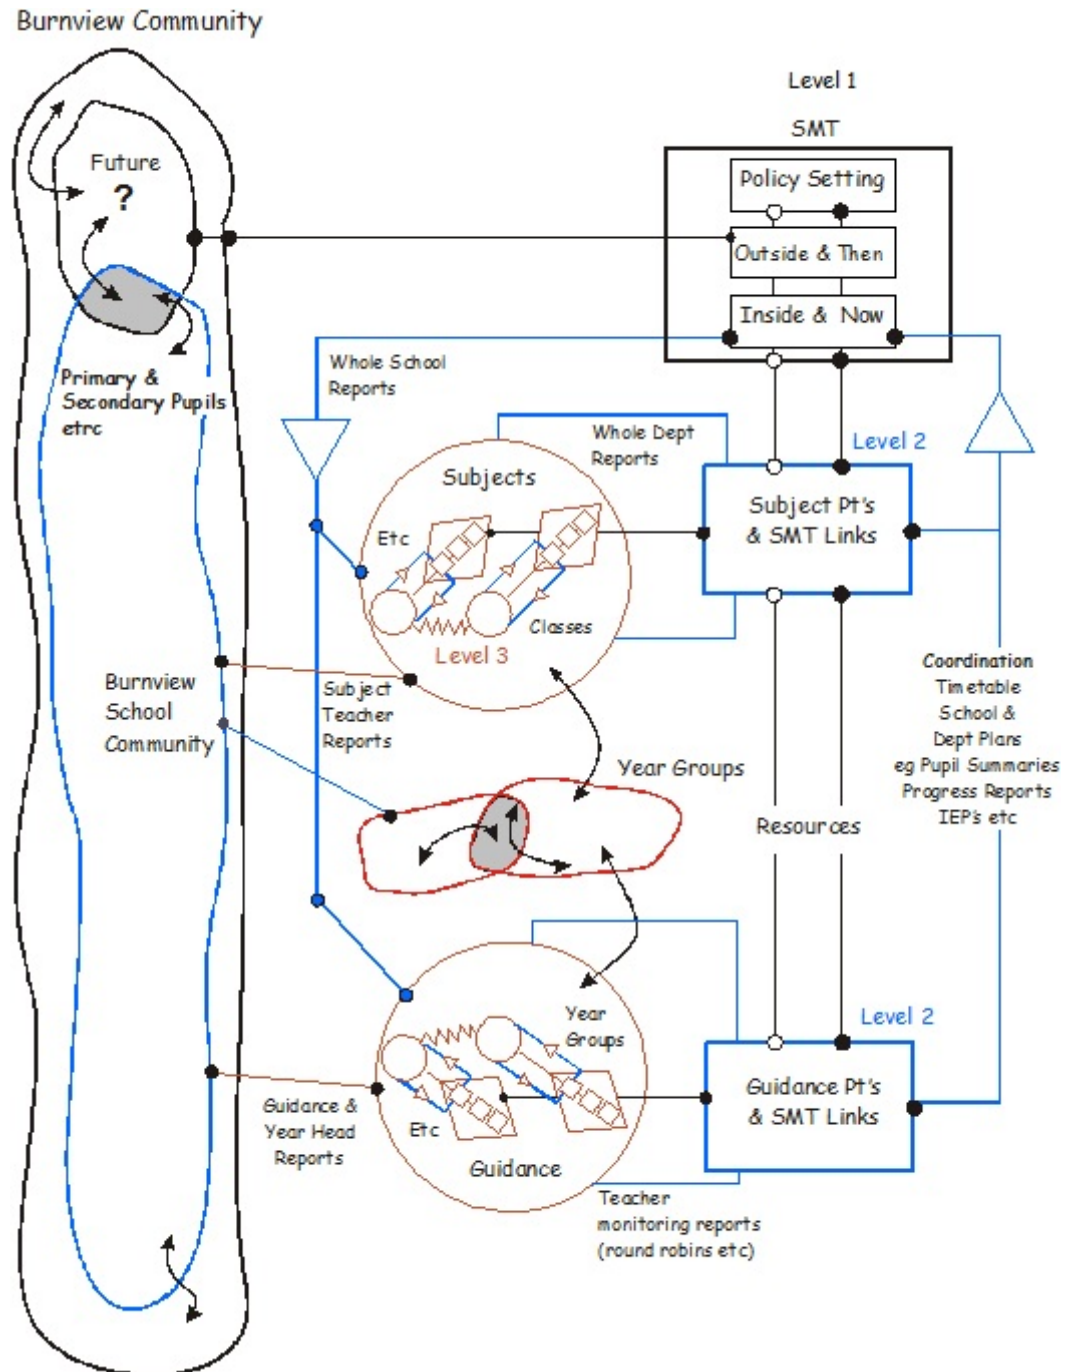 Burnview Community
Level 1
SMT
Future
?
Policy Setting
Outside & Then
Inside & Now
Primary &
Secondary Pupils
etrc
Whole School
Reports
Whole Dept
Reports
Level 2
Subjects
Subject Pt's
& SMT Links
Etc
Classes
Level 3
Burnview
School
Community
Subject
Teacher
Reports
Coordination
Timetable
School &
Dept Plans
eg Pupil Summaries
Progress Reports
IEP's etc
Year Groups
Resources
Level 2
Year
Groups
Guidance Pt's
& SMT Links
Guidance &
Year Head
Reports
Etc
Guidance
Teacher
monitoring reports
(round robins etc)